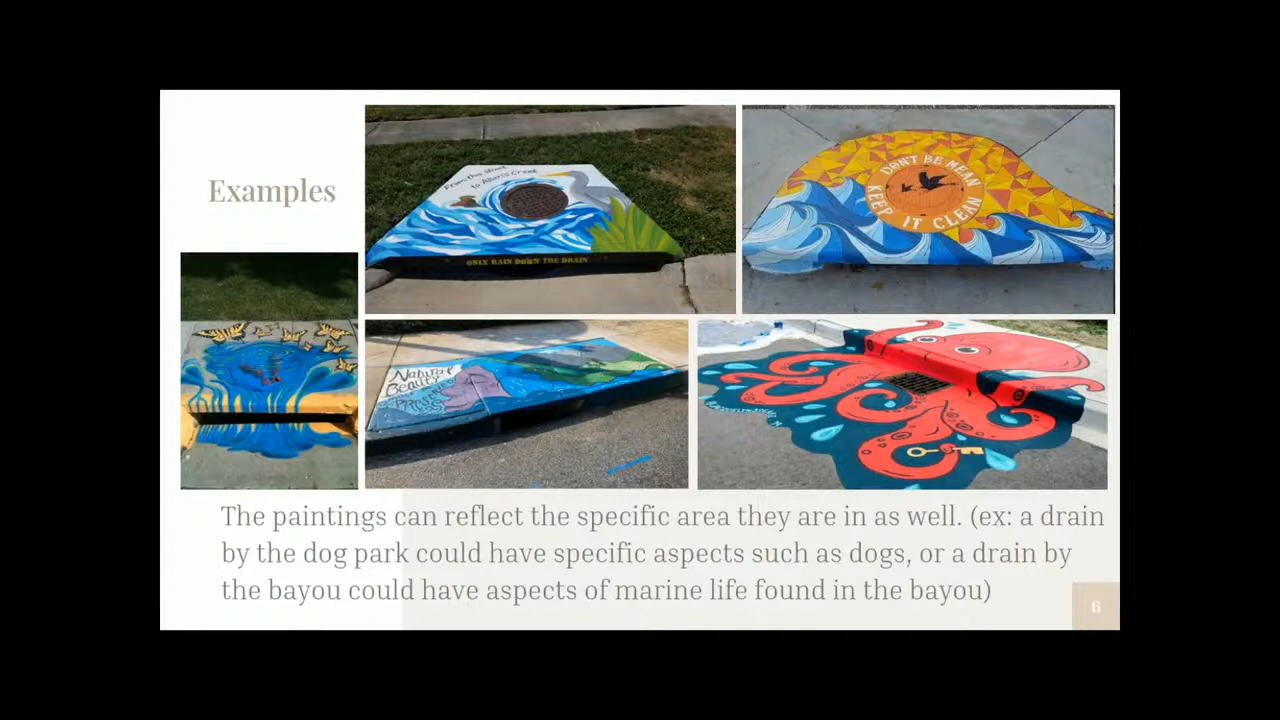 Examples
From the street
to Allen's Creek
ONLY RAIN DOWN THE DRAIN
DON'T BE MEAN
KEEP IT CLEAN
Natural
Beauty
The paintings can reflect the specific area they are in as well. (ex: a drain
by the dog park could have specific aspects such as dogs, or a drain by
the bayou could have aspects of marine life found in the bayou)
6